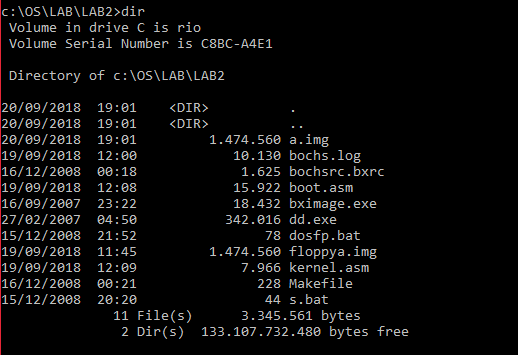 c:\OS\LAB\LAB2>dir
Volume in drive C is rio
Volume Serial Number is C8BC-A4E1
Directory of c:\OS\LAB\LAB2
20/09/2018  19:01    <DIR>          .
20/09/2018  19:01    <DIR>          ..
20/09/2018  19:01         1.474.560 a.img
19/09/2018  12:00            10.130 bochs.log
16/12/2008  00:18             1.625 bochsrc.bxrc
19/09/2018  12:08            15.922 boot.asm
16/09/2007  23:22            18.432 bximage.exe
27/02/2007  04:50           342.016 dd.exe
15/12/2008  21:52                78 dosfp.bat
19/09/2018  11:45         1.474.560 floppya.img
19/09/2018  12:09             7.966 kernel.asm
16/12/2008  00:21               228 Makefile
15/12/2008  20:20                44 s.bat
11 File(s)      3.345.561 bytes
2 Dir(s)  133.107.732.480 bytes free